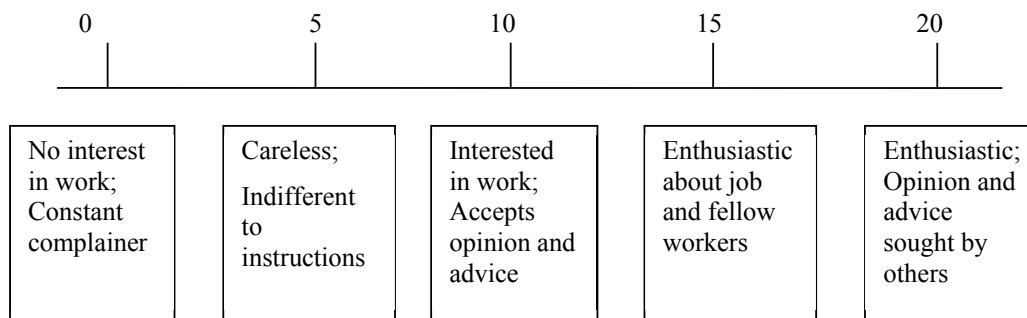 0 5 10 15 20
No interest
in work;
Constant
complainer
Careless;
Indifferent
to
instructions
Interested
in work;
Accepts
opinion and
advice
Enthusiastic
about job
and fellow
workers
Enthusiastic;
Opinion and
advice
sought by
others